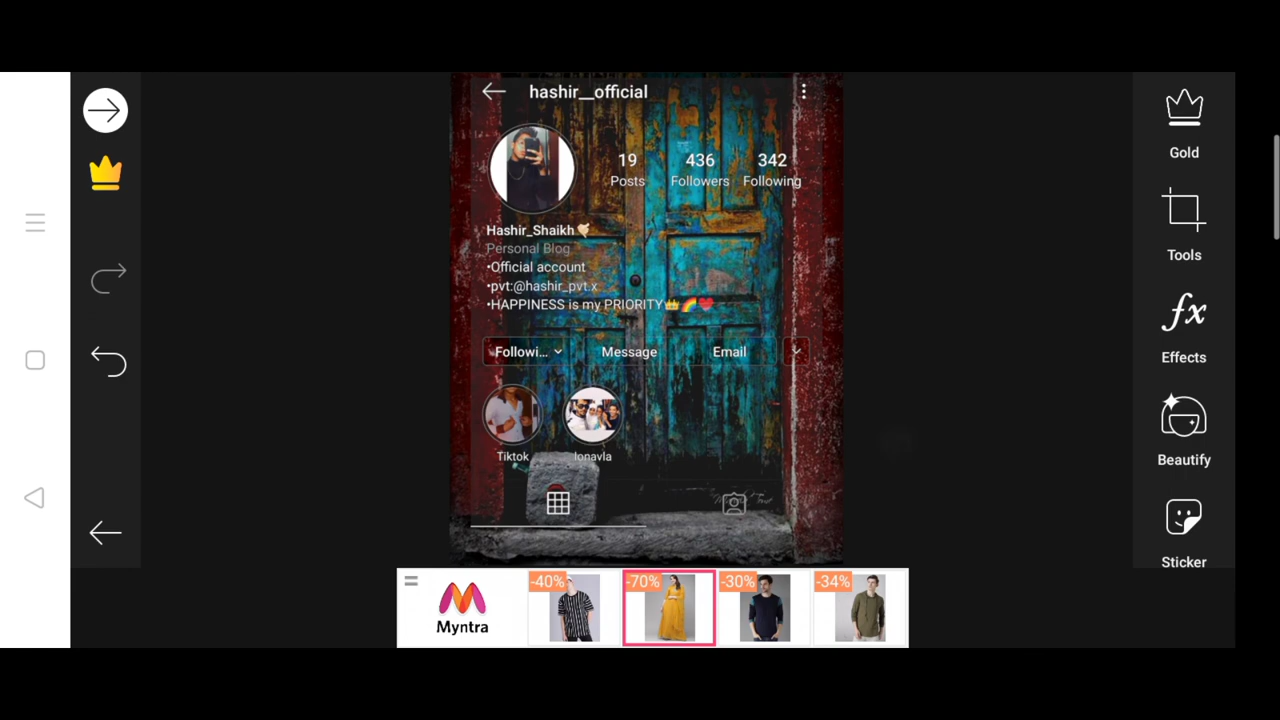 hashir__official
19
436
342
Posts
Followers
Following
Hashir_Shaikh
Personal Blog
•Official account
•pvt:@hashir_pvt.x
•HAPPINESS is my PRIORITY👑🌈❤️
Followi...
Message
Email
Tiktok
lonavla
Gold
Tools
fx
Effects
Beautify
Sticker
Myntra
-40%
-70%
-30%
-34%